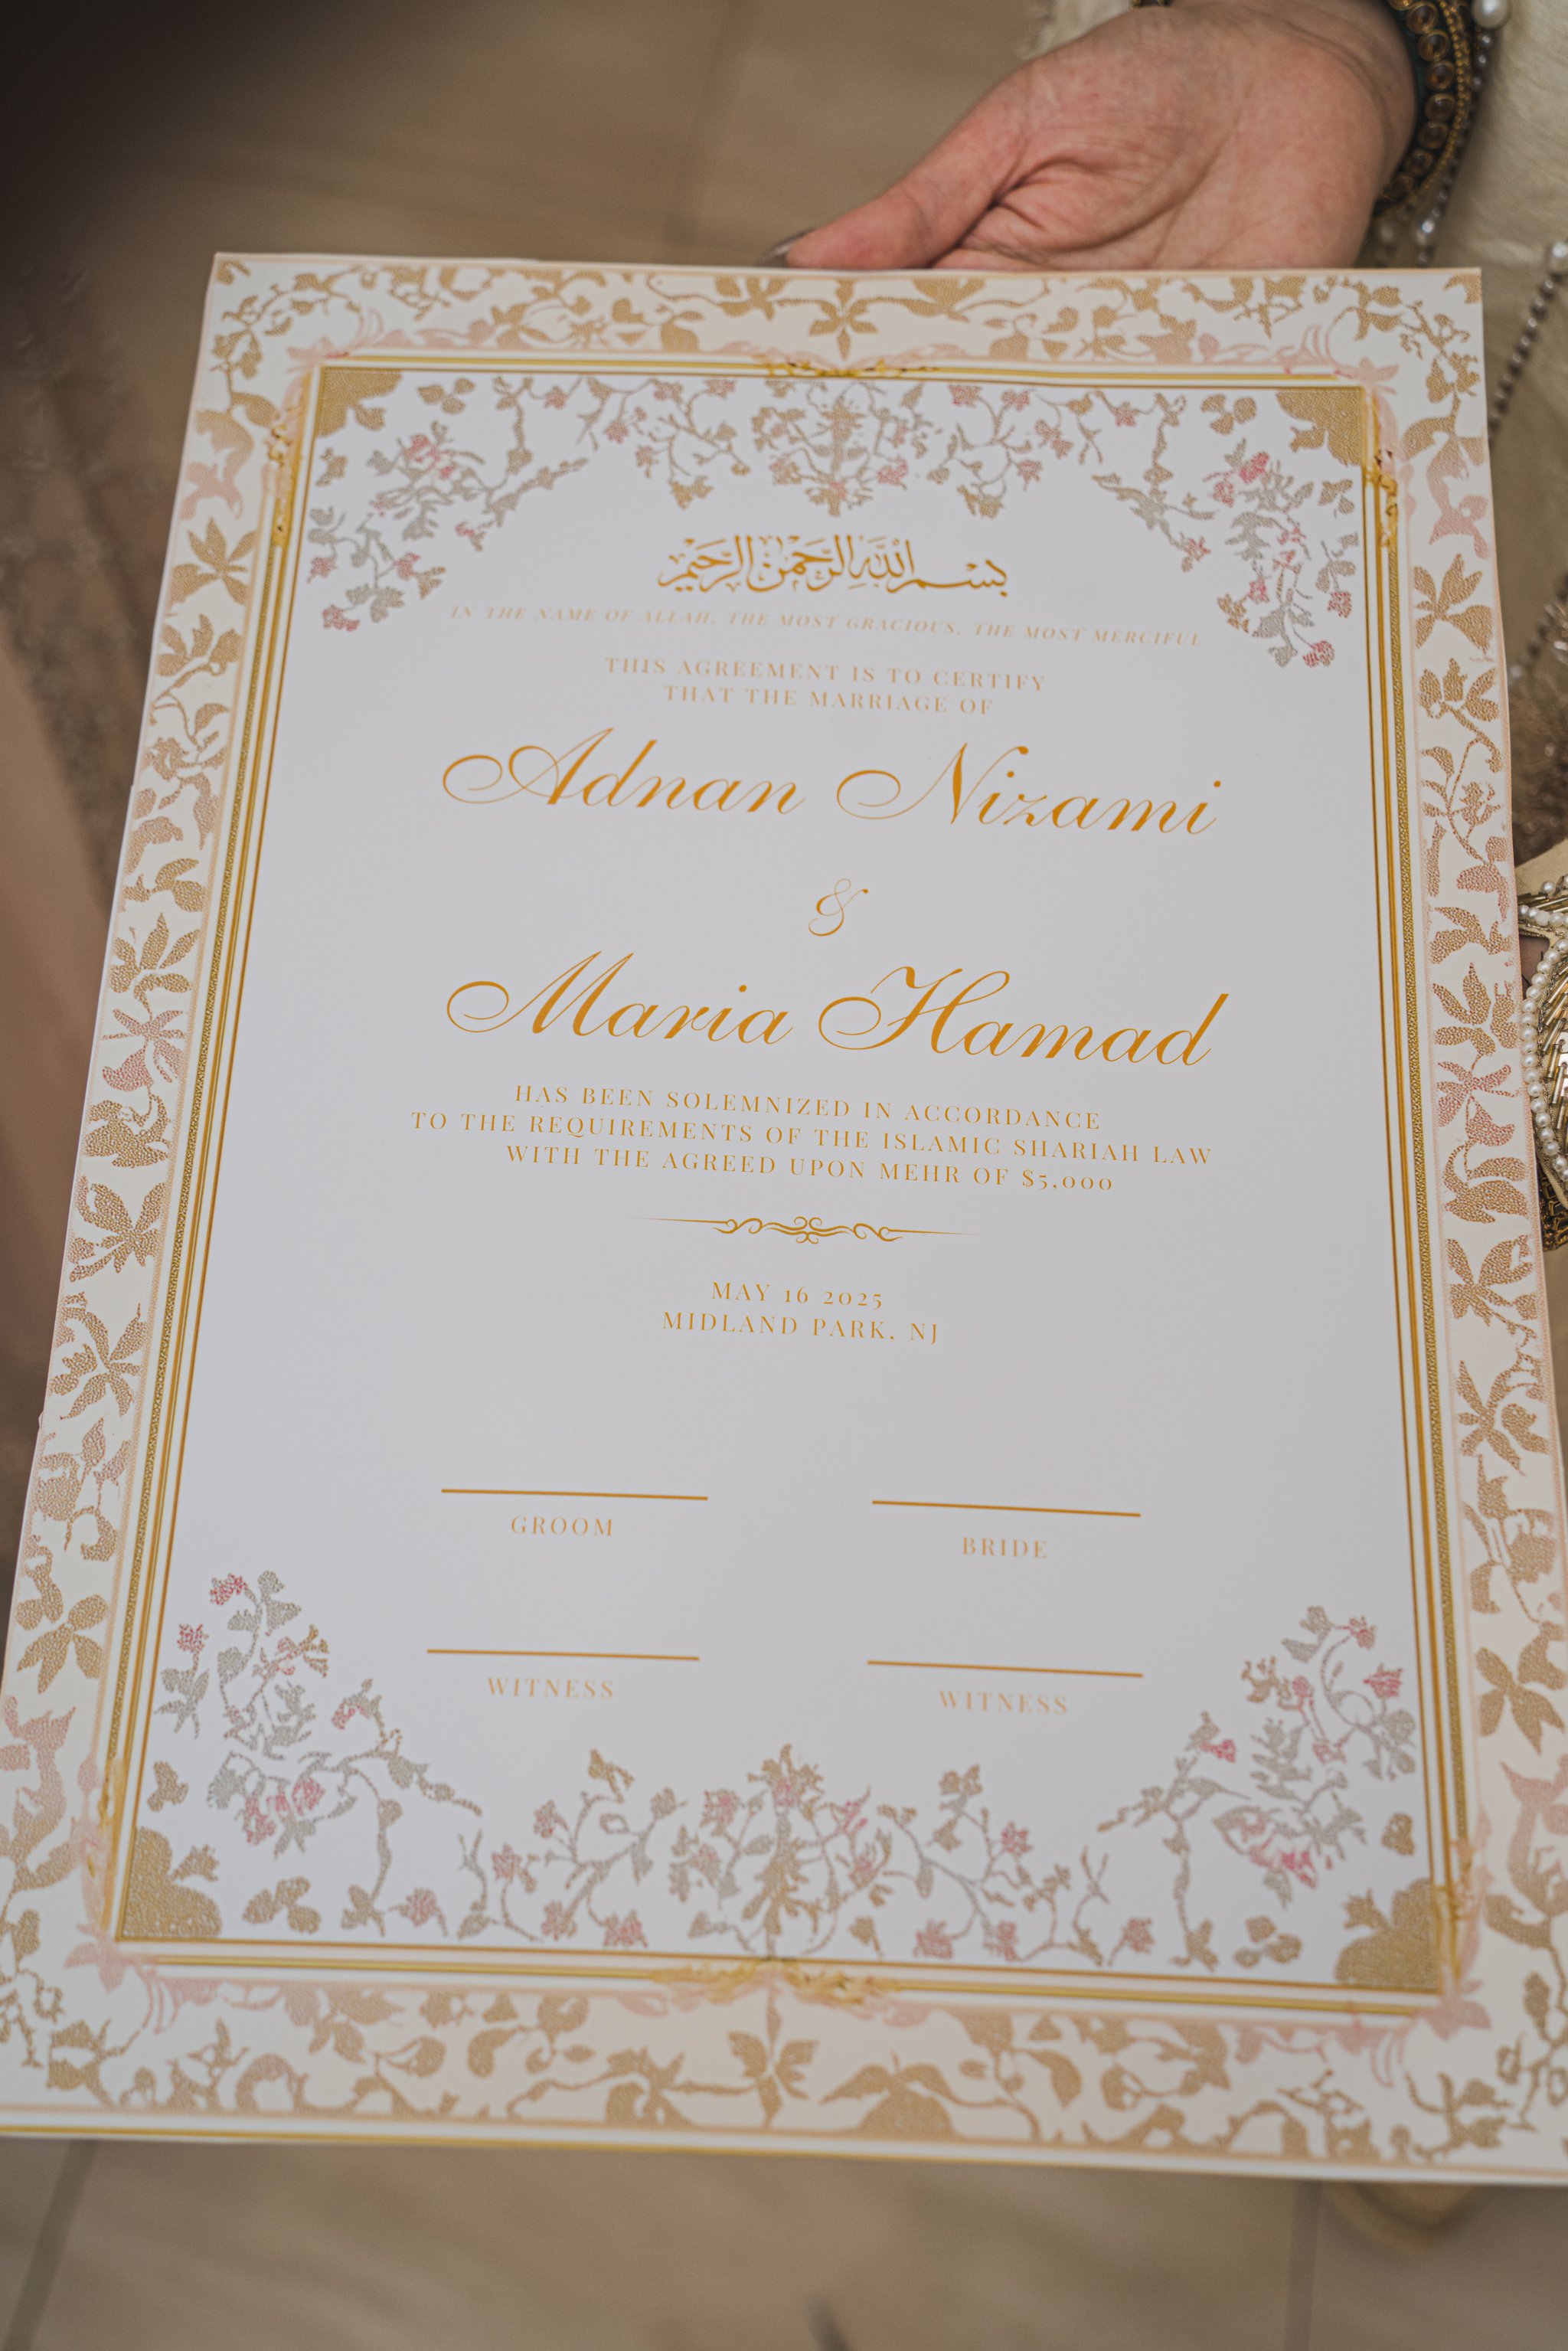 بسم الله الرحمن الرحيم
IN THE NAME OF ALLAH, THE MOST GRACIOUS, THE MOST MERCIFUL
THIS AGREEMENT IS TO CERTIFY
THAT THE MARRIAGE OF
Adnan Nizami
&
Maria Hamad
HAS BEEN SOLEMNIZED IN ACCORDANCE
TO THE REQUIREMENTS OF THE ISLAMIC SHARIAH LAW
WITH THE AGREED UPON MEHR OF $5,000
MAY 16 2025
MIDLAND PARK, NJ
GROOM
BRIDE
WITNESS
WITNESS